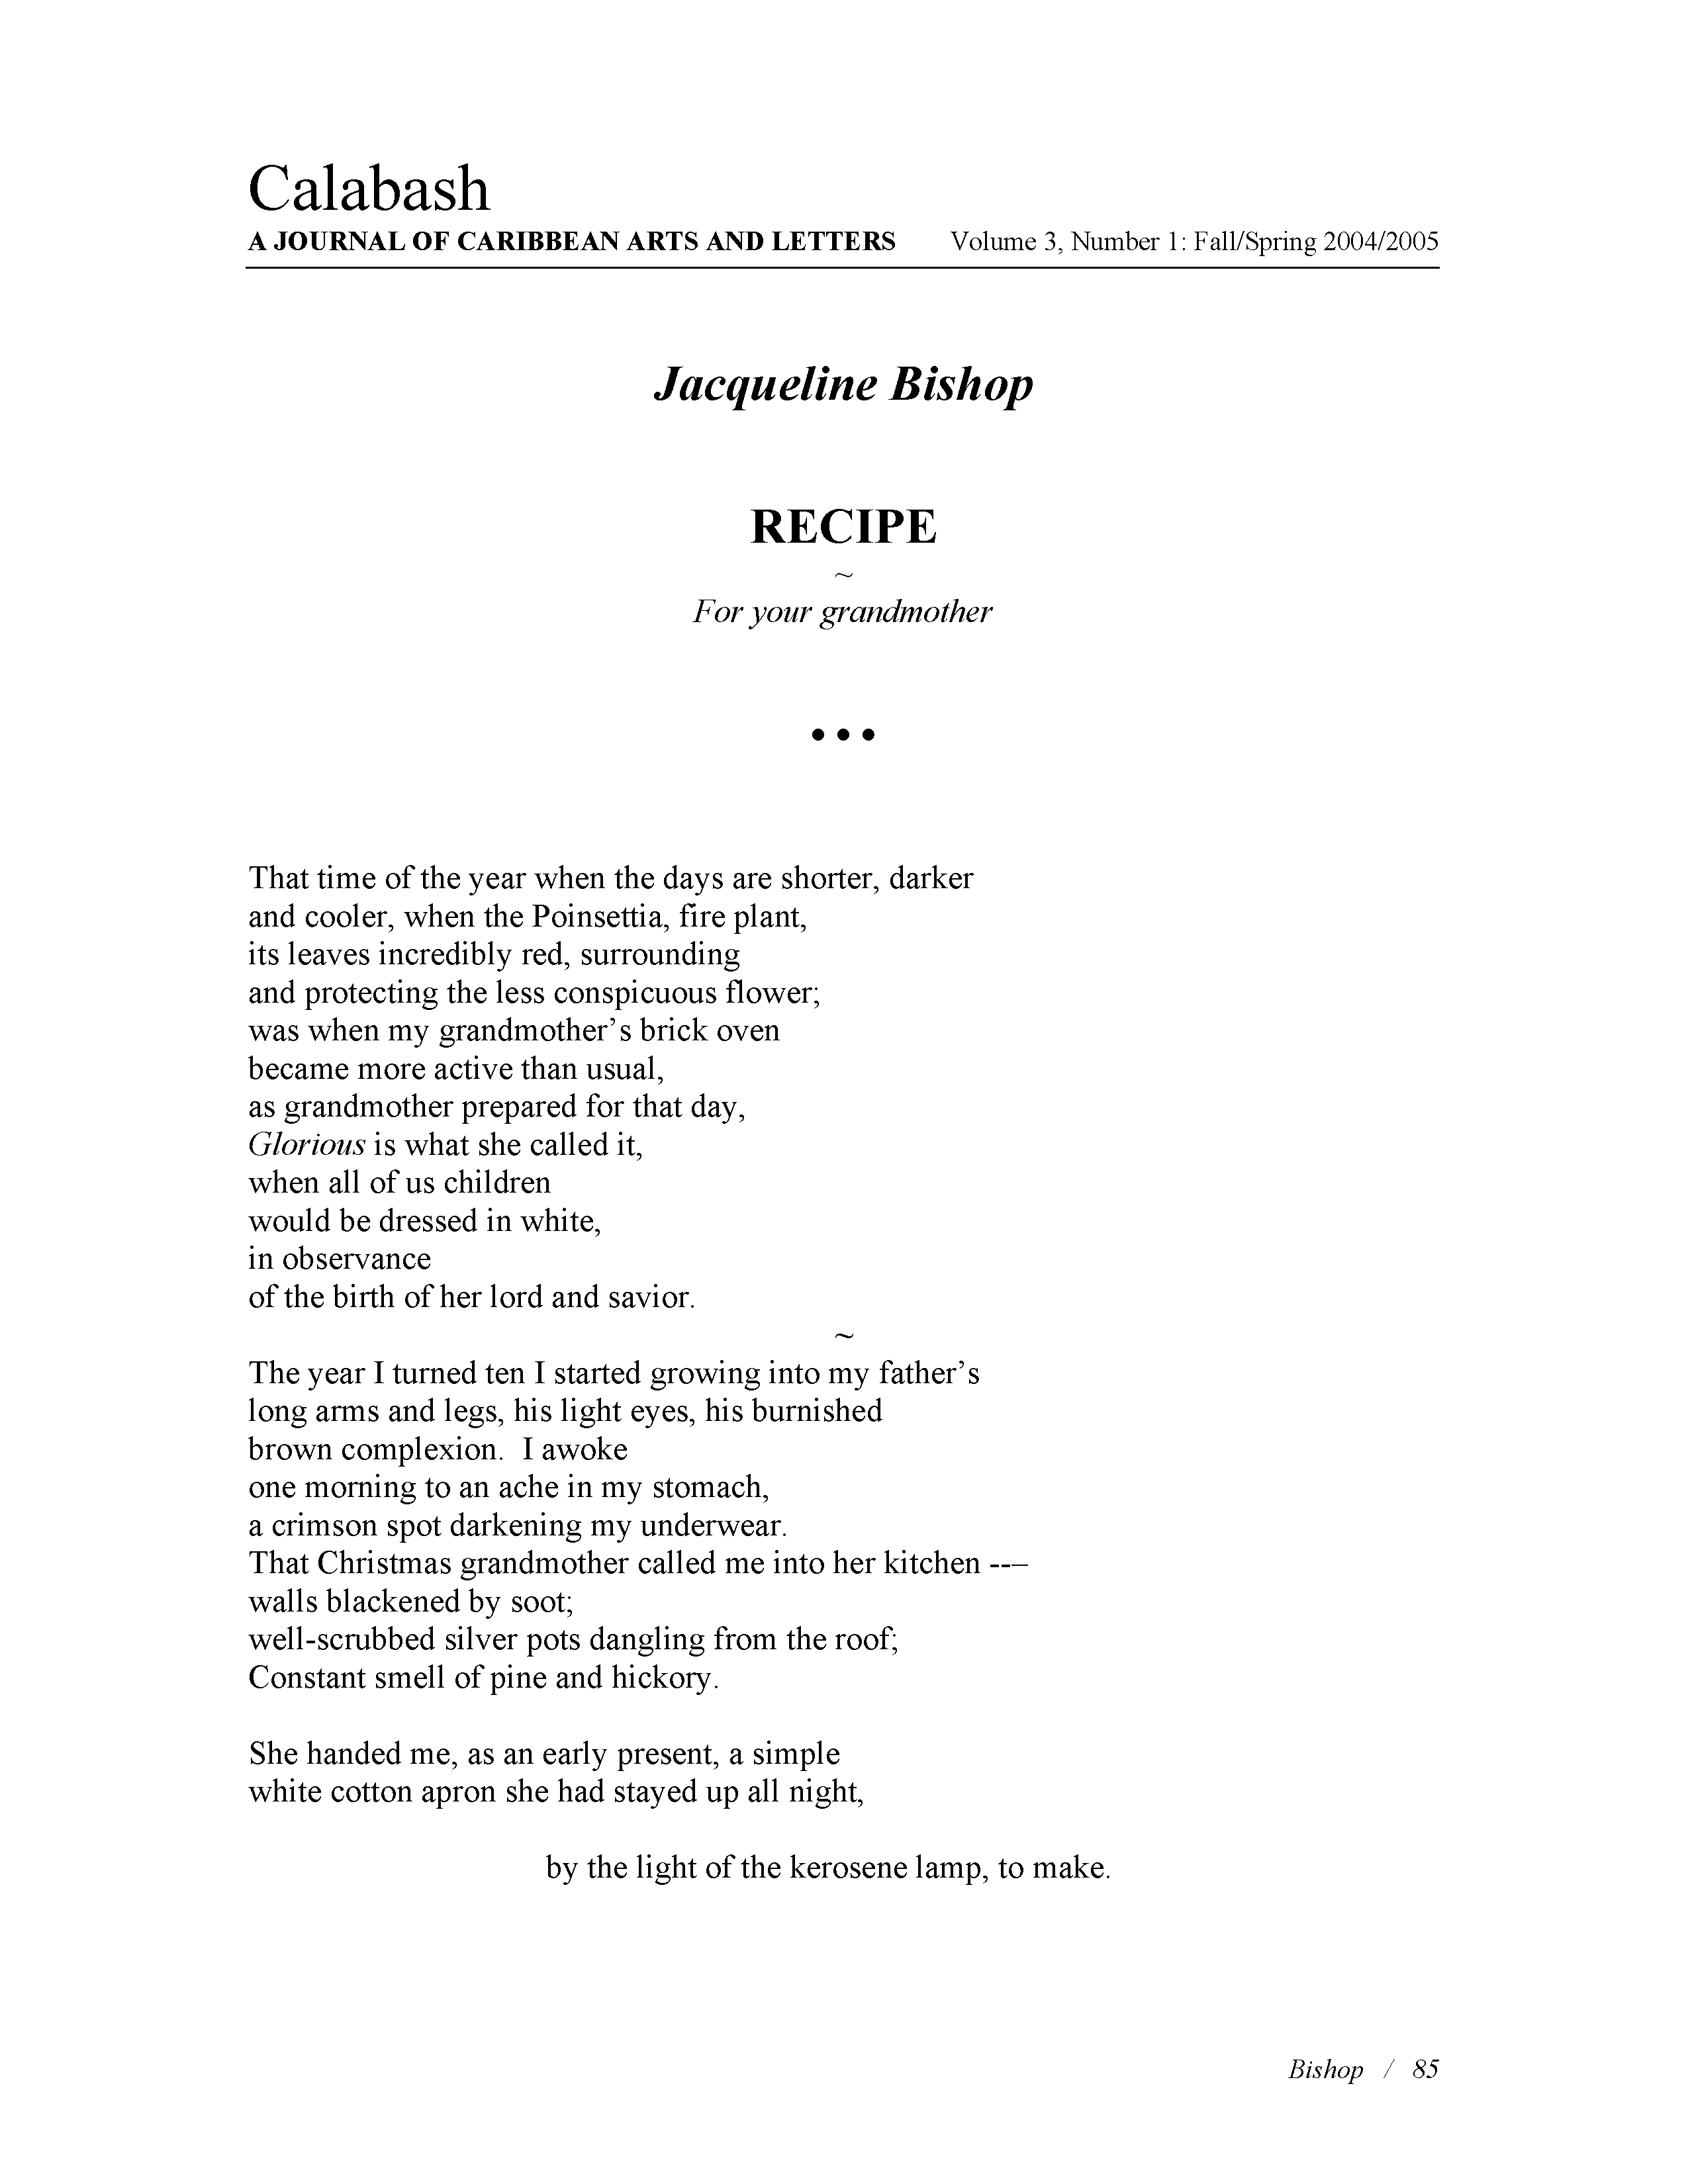 Calabash
A JOURNAL OF CARIBBEAN ARTS AND LETTERS Volume 3, Number 1: Fall/Spring 2004/2005
Jacqueline Bishop
RECIPE
~
For your grandmother
• • •
That time of the year when the days are shorter, darker
and cooler, when the Poinsettia, fire plant,
its leaves incredibly red, surrounding
and protecting the less conspicuous flower;
was when my grandmother’s brick oven
became more active than usual,
as grandmother prepared for that day,
Glorious is what she called it,
when all of us children
would be dressed in white,
in observance
of the birth of her lord and savior.
~
The year I turned ten I started growing into my father’s
long arms and legs, his light eyes, his burnished
brown complexion.  I awoke
one morning to an ache in my stomach,
a crimson spot darkening my underwear.
That Christmas grandmother called me into her kitchen --–
walls blackened by soot;
well-scrubbed silver pots dangling from the roof;
Constant smell of pine and hickory.
She handed me, as an early present, a simple
white cotton apron she had stayed up all night,
by the light of the kerosene lamp, to make.
Bishop / 85